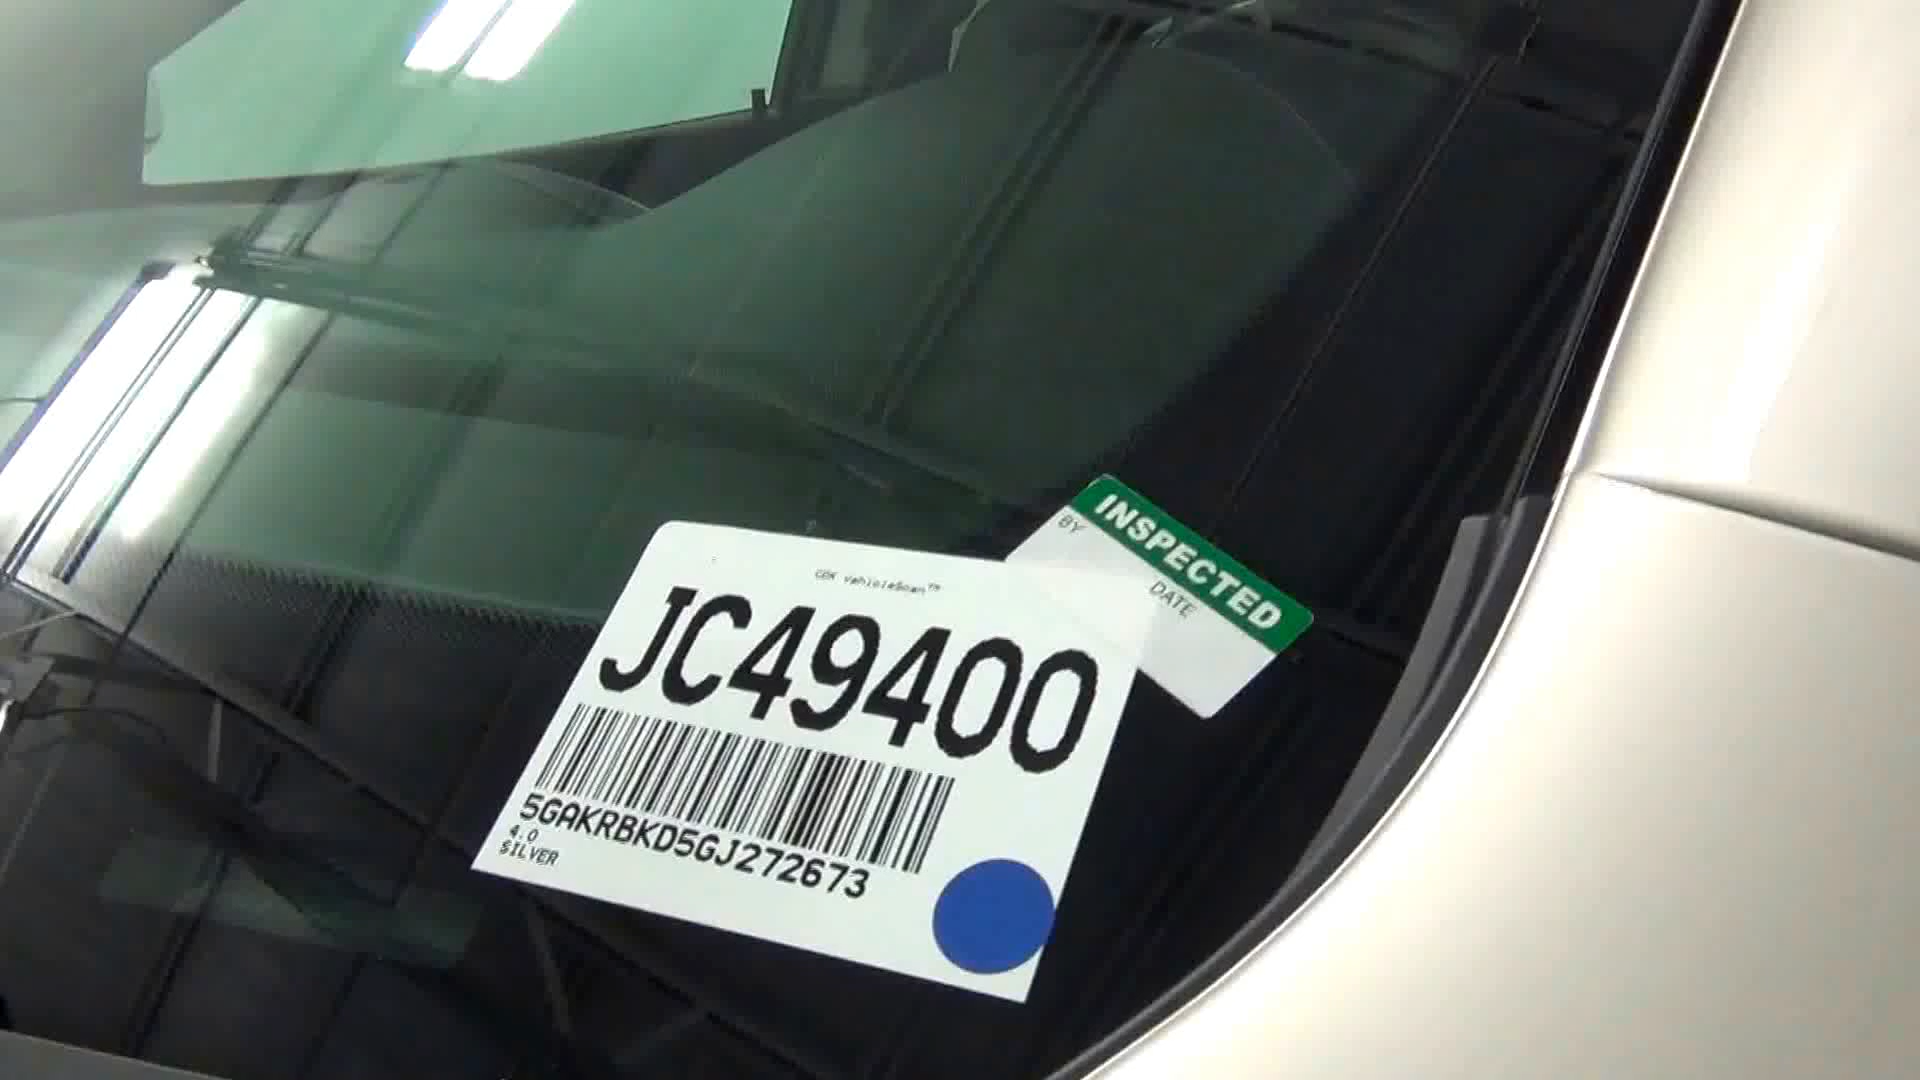 INSPECTED
BY
DATE
CDK VehicleScan™
JC49400
5GAKRBKD5GJ272673
4.0
SILVER